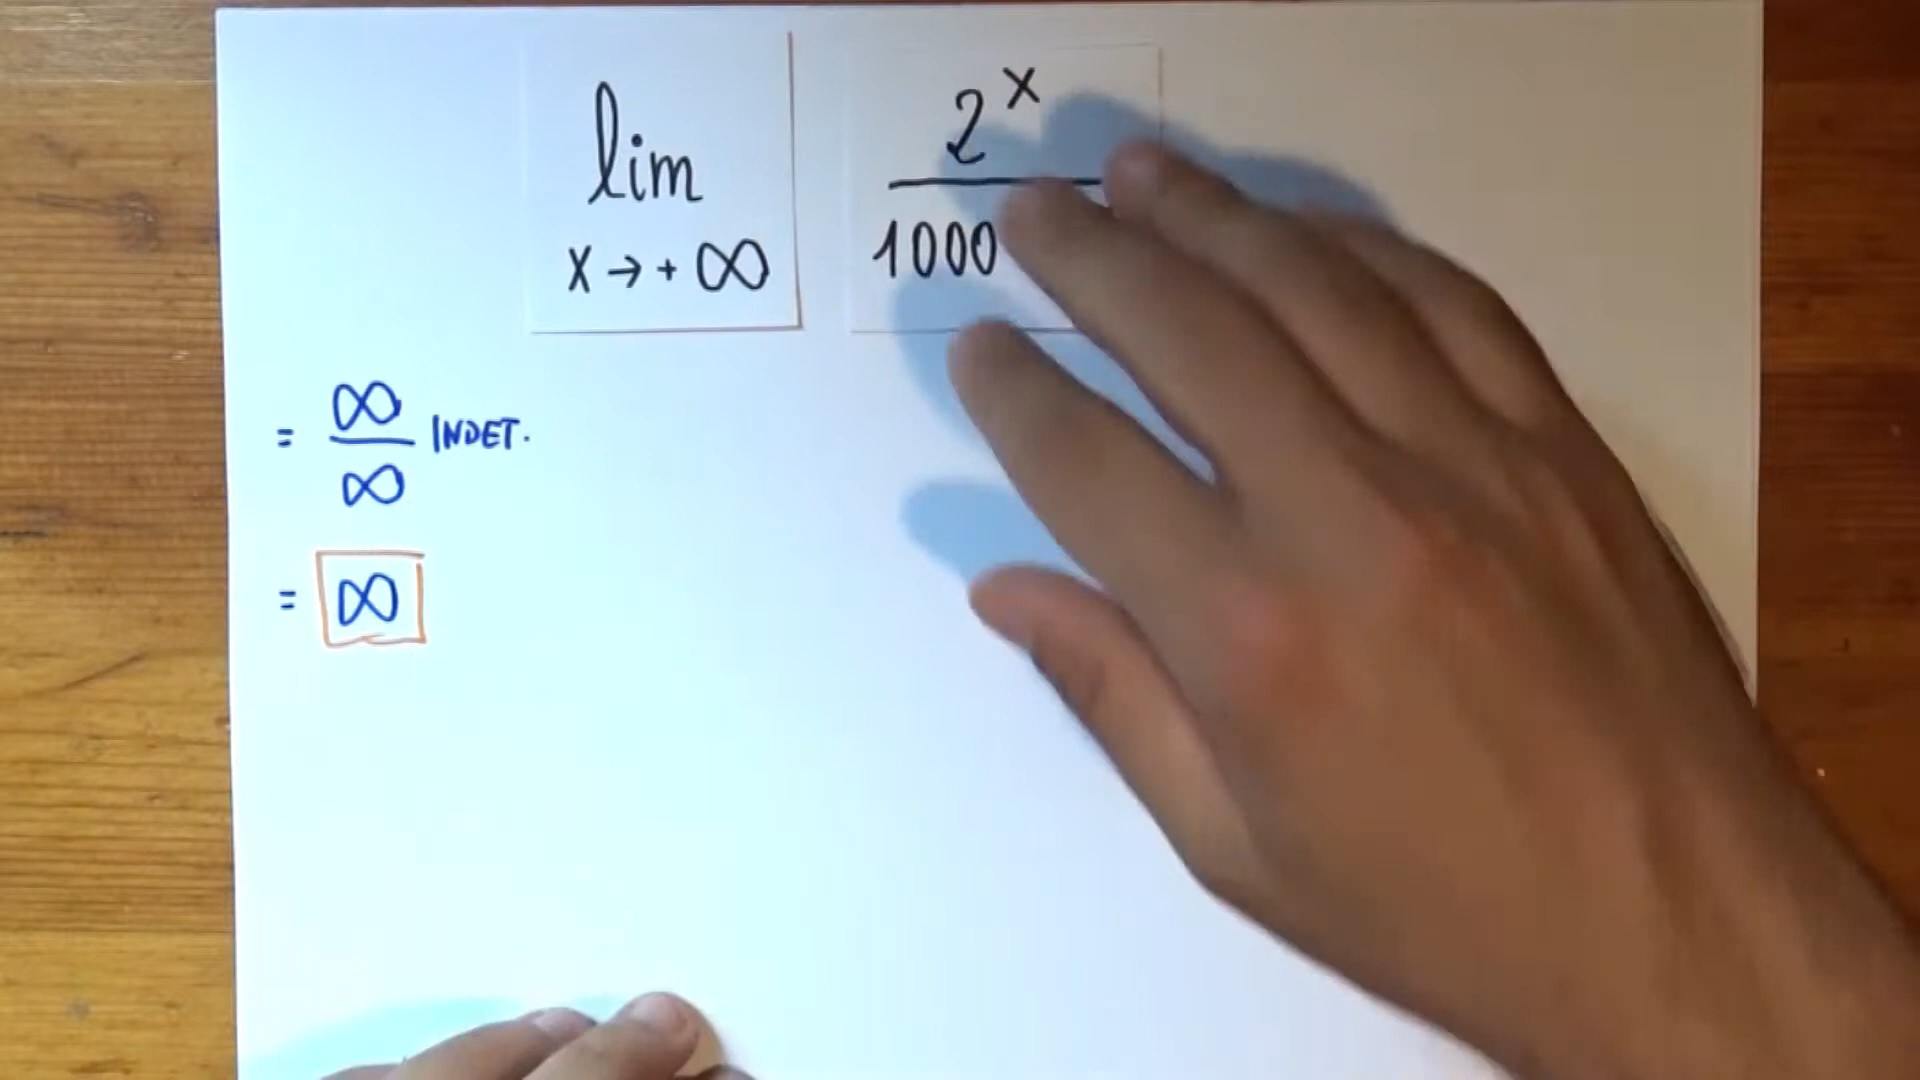 lim 2^x
x → + ∞ 1000
= ∞/∞ INDET.
= ∞